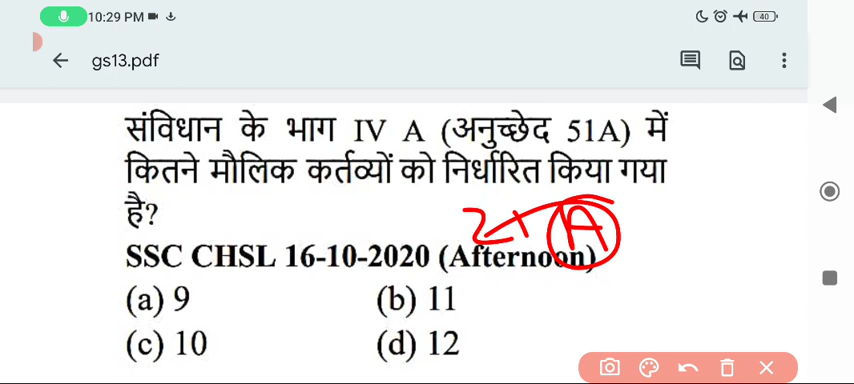 10:29 PM
40
gs13.pdf
संविधान के भाग IV A (अनुच्छेद 51A) में
कितने मौलिक कर्तव्यों को निर्धारित किया गया
है?
A
SSC CHSL 16-10-2020 (Afternoon)
(a) 9 (b) 11
(c) 10 (d) 12